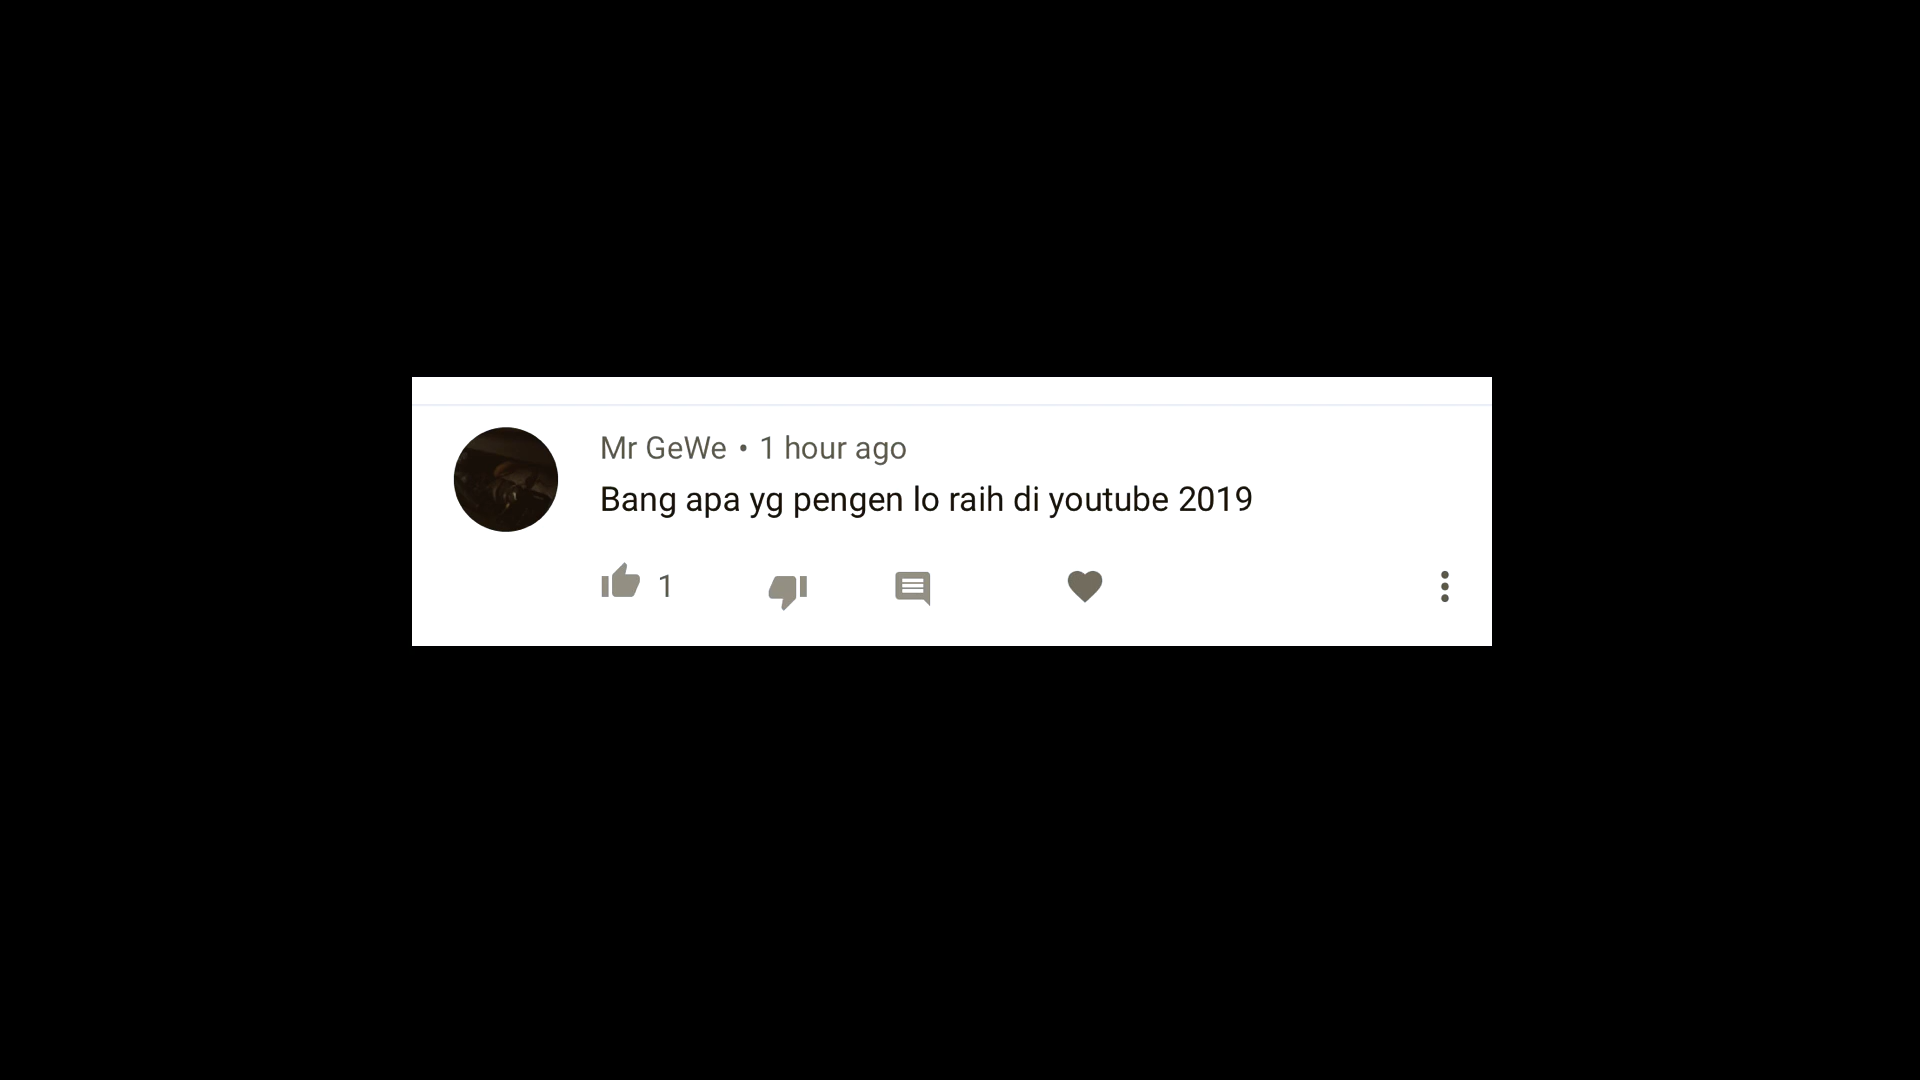 Mr GeWe • 1 hour ago
Bang apa yg pengen lo raih di youtube 2019
1